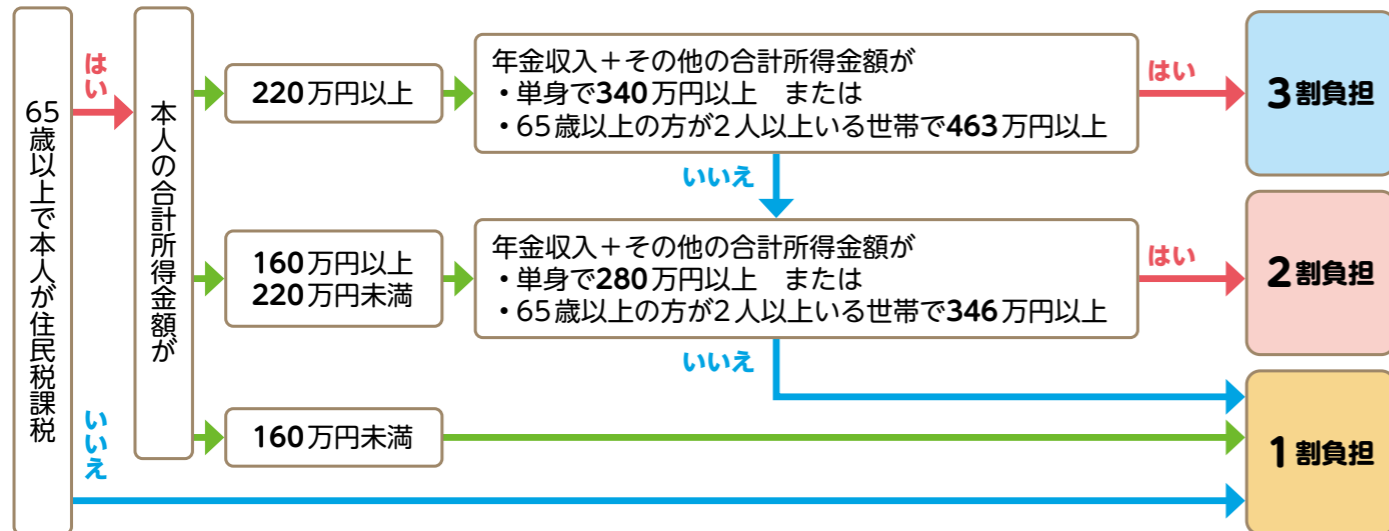 65歳以上で本人が住民税課税
はい
いいえ
本人の合計所得金額が
220万円以上
年金収入＋その他の合計所得金額が
・単身で340万円以上　または
・65歳以上の方が2人以上いる世帯で463万円以上
はい
3割負担
いいえ
160万円以上
220万円未満
年金収入＋その他の合計所得金額が
・単身で280万円以上　または
・65歳以上の方が2人以上いる世帯で346万円以上
はい
2割負担
いいえ
160万円未満
1割負担